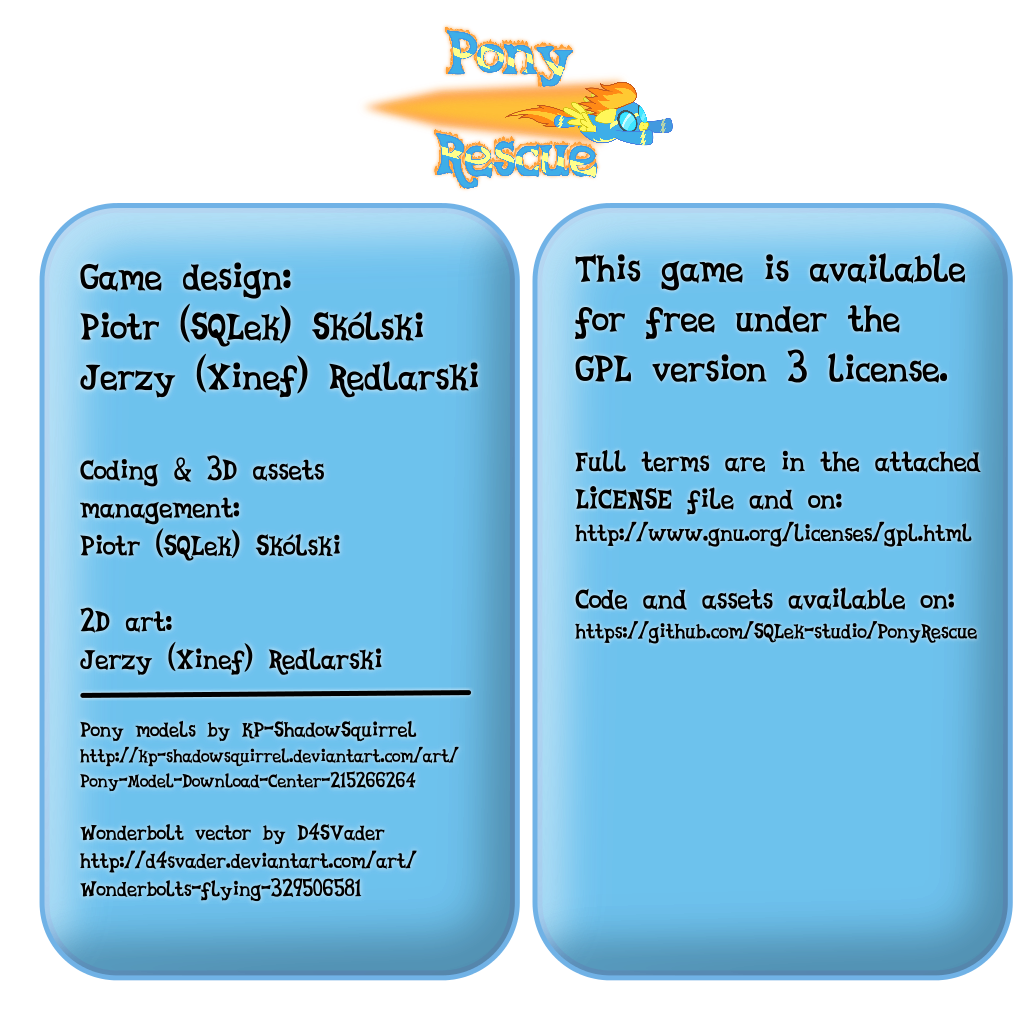 Pony
Rescue
Game design:
Piotr (SQLek) Skólski
Jerzy (Xinef) Redlarski
Coding & 3D assets
management:
Piotr (SQLek) Skólski
2D art:
Jerzy (Xinef) Redlarski
Pony models by KP-ShadowSquirrel
http://kp-shadowsquirrel.deviantart.com/art/
Pony-Model-Download-Center-215266264
Wonderbolt vector by D4SVader
http://d4svader.deviantart.com/art/
Wonderbolts-flying-329506581
This game is available
for free under the
GPL version 3 license.
Full terms are in the attached
LICENSE file and on:
http://www.gnu.org/licenses/gpl.html
Code and assets available on:
https://github.com/SQLek-studio/PonyRescue